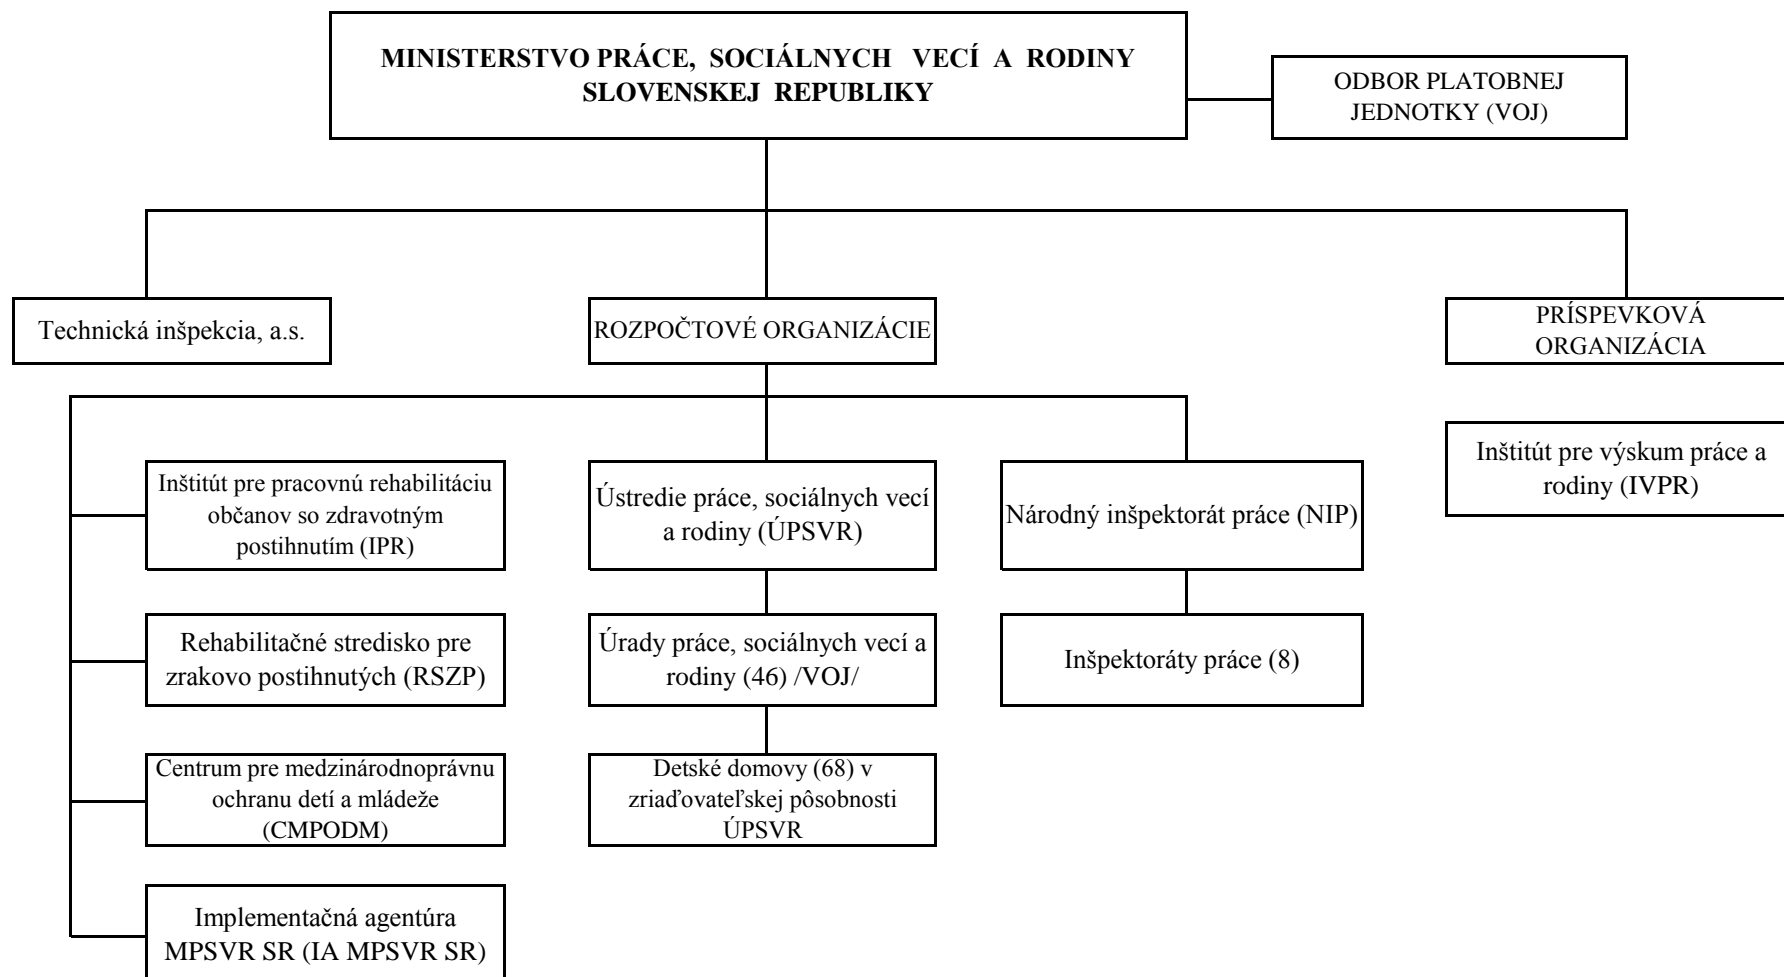 MINISTERSTVO PRÁCE, SOCIÁLNYCH VECÍ A RODINY
SLOVENSKEJ REPUBLIKY
ODBOR PLATOBNEJ
JEDNOTKY (VOJ)
Technická inšpekcia, a.s.
ROZPOČTOVÉ ORGANIZÁCIE
PRÍSPEVKOVÁ
ORGANIZÁCIA
Inštitút pre pracovnú rehabilitáciu
občanov so zdravotným
postihnutím (IPR)
Ústredie práce, sociálnych vecí
a rodiny (ÚPSVR)
Národný inšpektorát práce (NIP)
Inštitút pre výskum práce a
rodiny (IVPR)
Rehabilitačné stredisko pre
zrakovo postihnutých (RSZP)
Úrady práce, sociálnych vecí a
rodiny (46) /VOJ/
Inšpektoráty práce (8)
Centrum pre medzinárodnoprávnu
ochranu detí a mládeže
(CMPODM)
Detské domovy (68) v
zriaďovateľskej pôsobnosti
ÚPSVR
Implementačná agentúra
MPSVR SR (IA MPSVR SR)